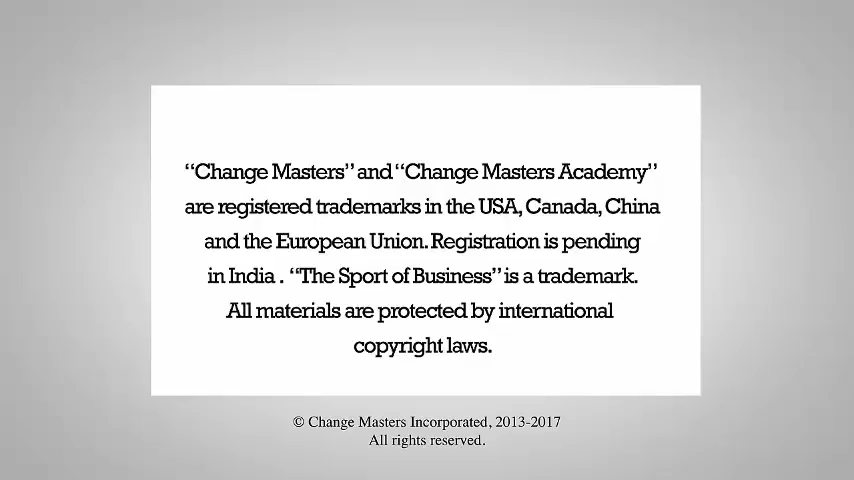 “Change Masters” and “Change Masters Academy”
are registered trademarks in the USA, Canada, China
and the European Union. Registration is pending
in India . “The Sport of Business” is a trademark.
All materials are protected by international
copyright laws.
© Change Masters Incorporated, 2013-2017
All rights reserved.